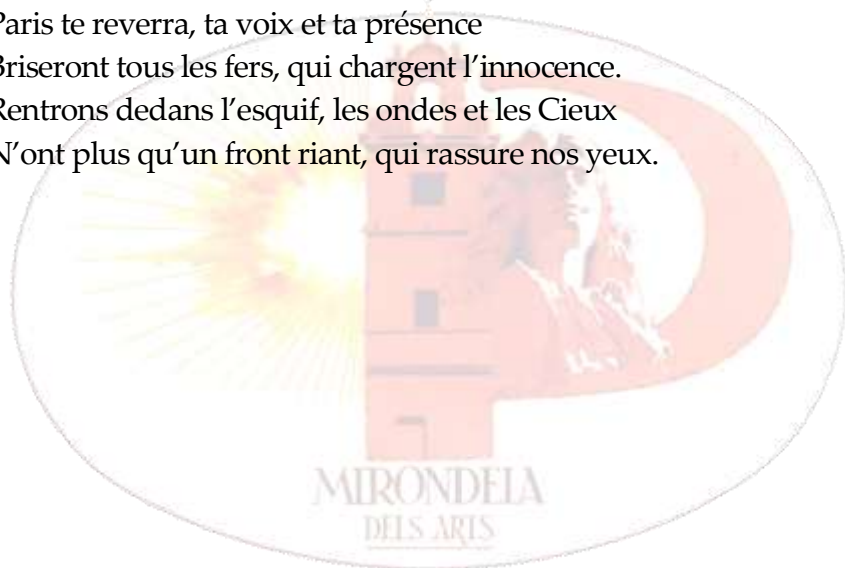 Paris te reverra, ta voix et ta présence
Briseront tous les fers, qui chargent l’innocence.
Rentrons dedans l’esquif, les ondes et les Cieux
N’ont plus qu’un front riant, qui rassure nos yeux.
MIRONDELA
DELS ARTS